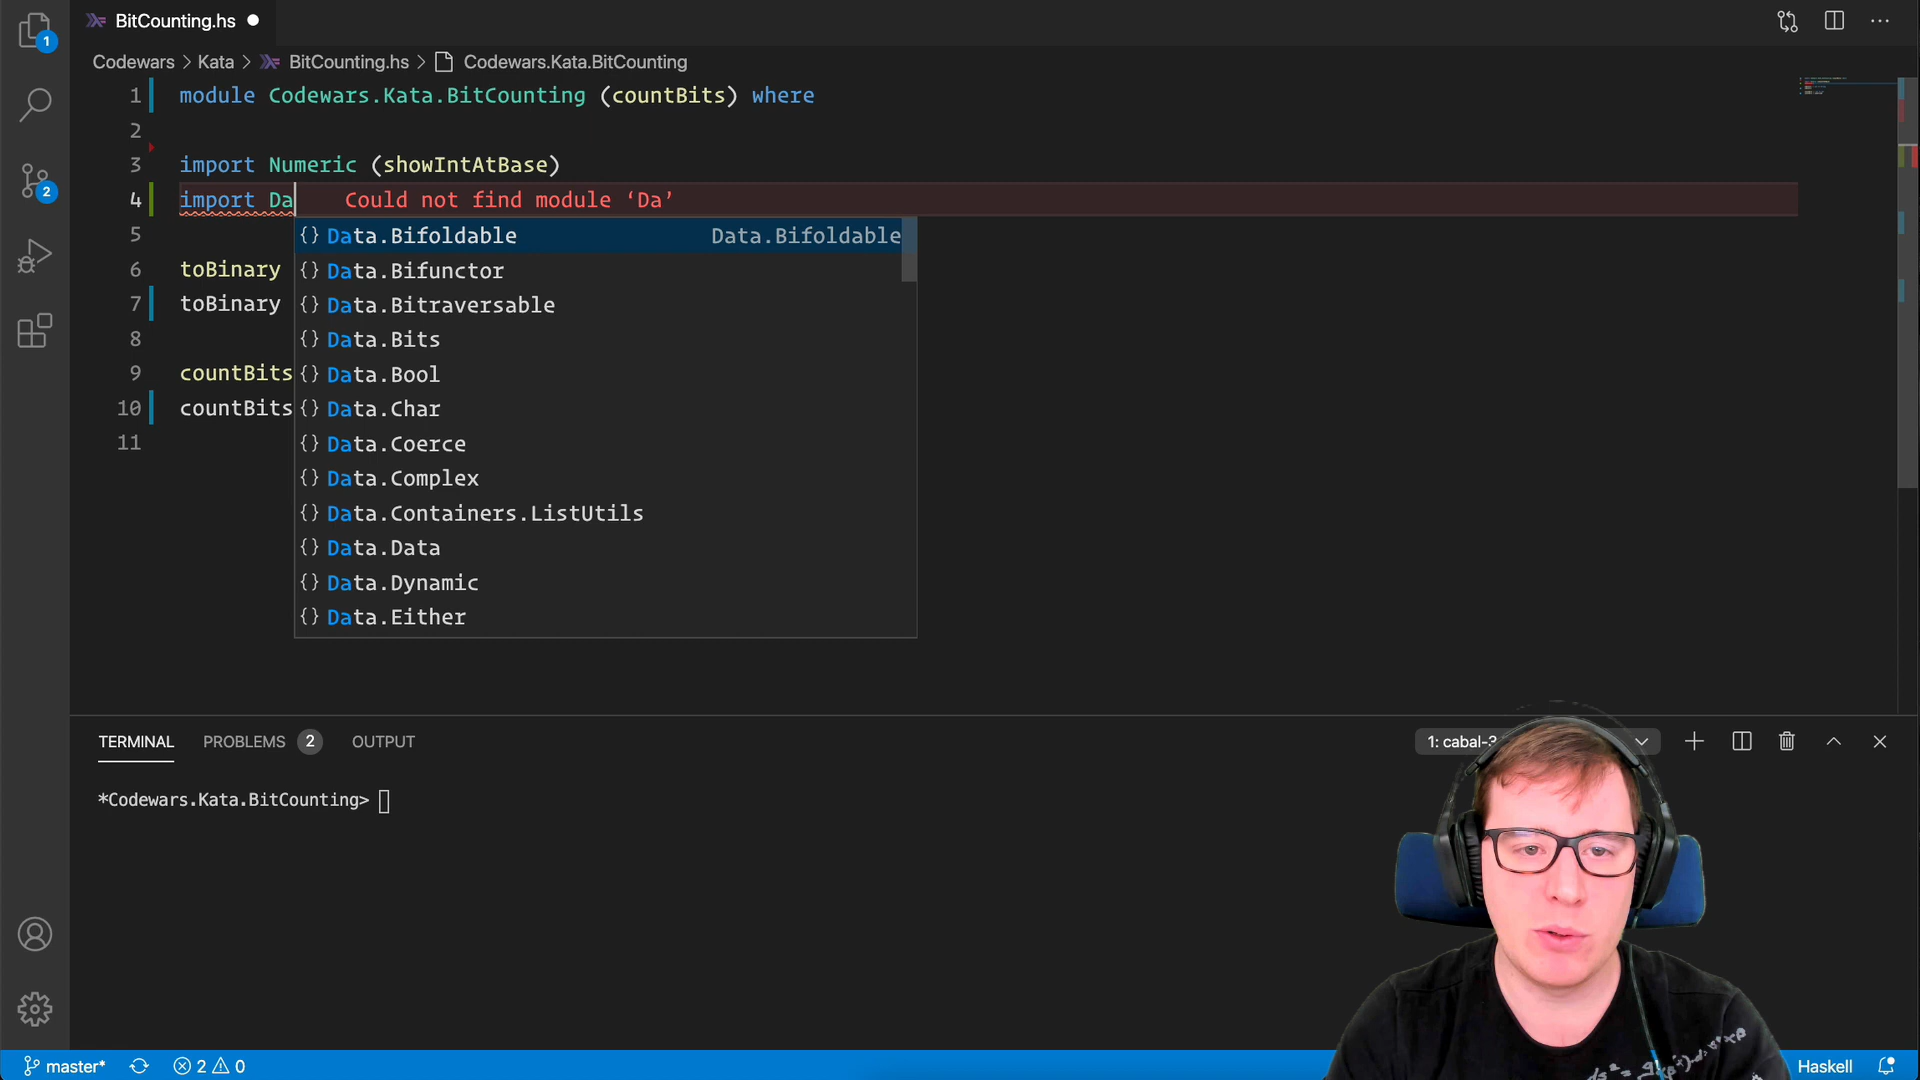 BitCounting.hs
1
Codewars > Kata > BitCounting.hs > Codewars.Kata.BitCounting
1 module Codewars.Kata.BitCounting (countBits) where
2
3 import Numeric (showIntAtBase)
4 import Da Could not find module ‘Da’
5 {} Data.Bifoldable Data.Bifoldable
6 toBinary {} Data.Bifunctor
7 toBinary {} Data.Bitraversable
8 {} Data.Bits
9 countBits {} Data.Bool
10 countBits {} Data.Char
11 {} Data.Coerce
{} Data.Complex
{} Data.Containers.ListUtils
{} Data.Data
{} Data.Dynamic
{} Data.Either
2
TERMINAL PROBLEMS 2 OUTPUT 1: cabal-3
*Codewars.Kata.BitCounting>
master* 2 0 Haskell